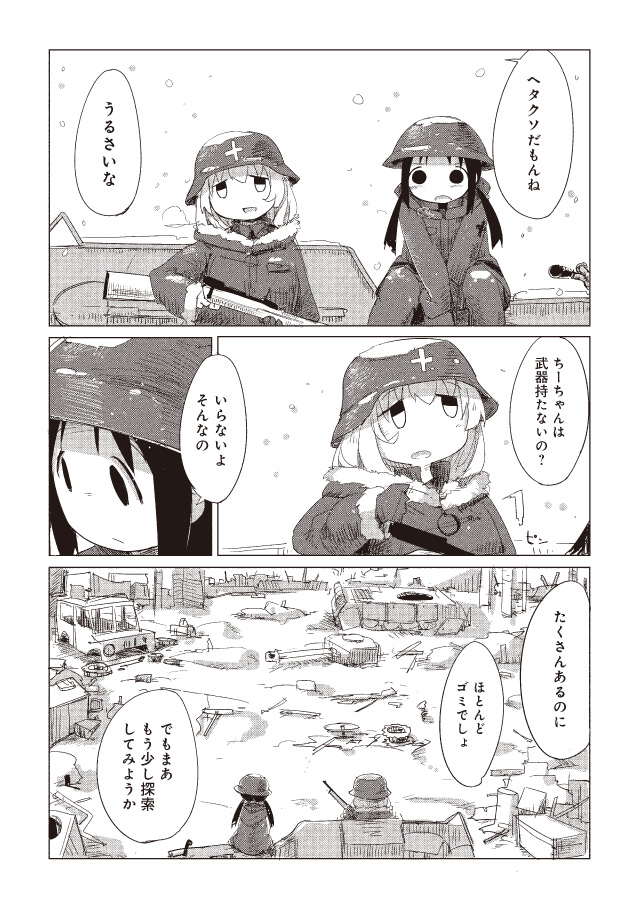 ヘタクソだもんね
うるさいな
ちーちゃんは
武器持たないの?
ピン
いらないよ
そんなの
たくさんあるのに
ほとんど
ゴミでしょ
でもまあ
もう少し探索
してみようか